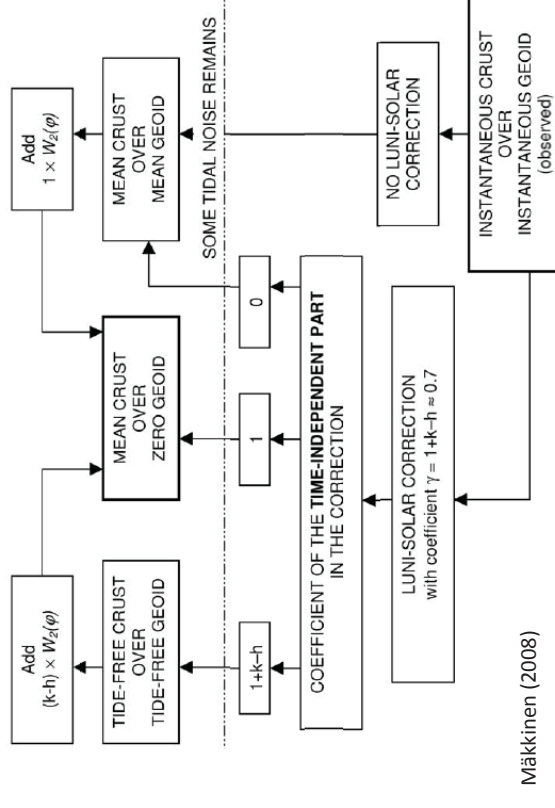 Add
(k-h) × W₂(φ)
Add
1 × W₂(φ)
TIDE-FREE CRUST
OVER
TIDE-FREE GEOID
MEAN CRUST
OVER
ZERO GEOID
MEAN CRUST
OVER
MEAN GEOID
SOME TIDAL NOISE REMAINS
1+k–h
1
0
COEFFICIENT OF THE TIME-INDEPENDENT PART
IN THE CORRECTION
LUNI-SOLAR CORRECTION
with coefficient γ = 1+k–h ≈ 0.7
NO LUNI-SOLAR
CORRECTION
INSTANTANEOUS CRUST
OVER
INSTANTANEOUS GEOID
(observed)
Mäkkinen (2008)